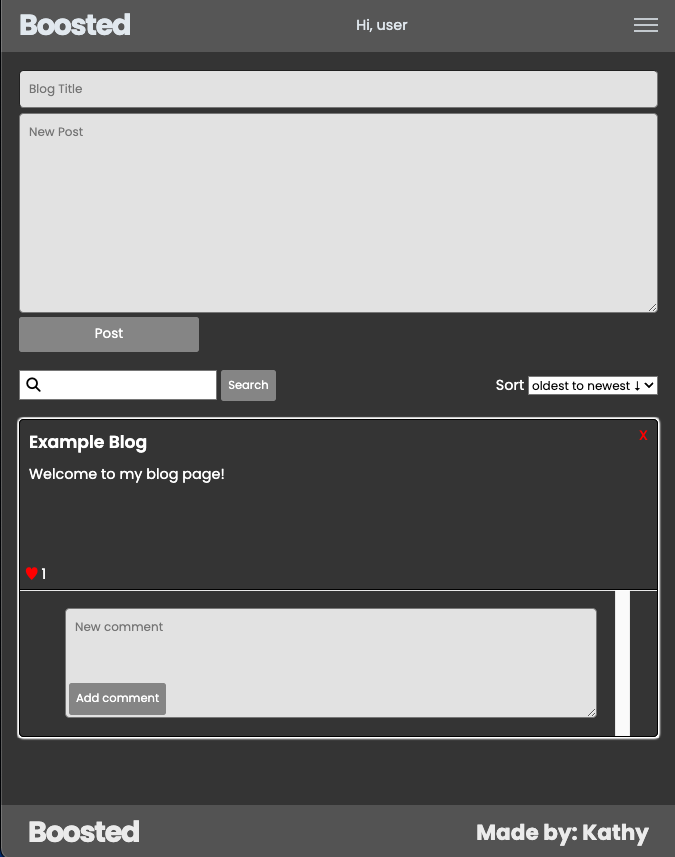 Boosted
Hi, user
Blog Title
New Post
Post
Search
Sort oldest to newest ↓
Example Blog
X
Welcome to my blog page!
1
New comment
Add comment
Boosted
Made by: Kathy